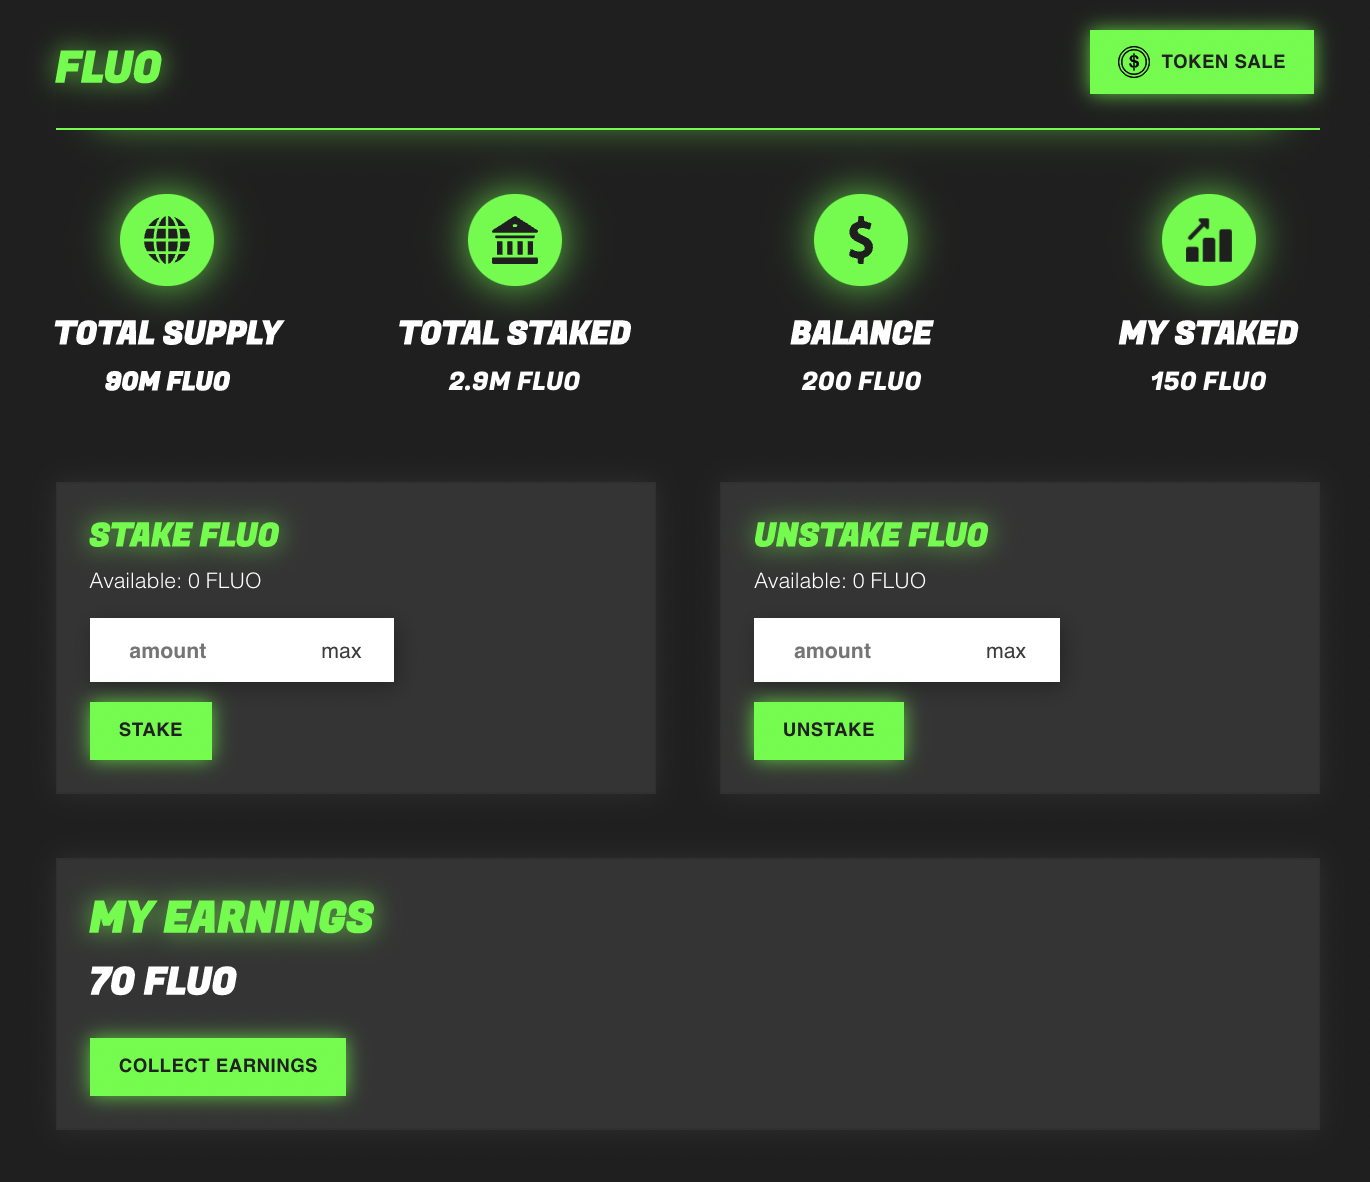 FLUO
$ TOKEN SALE
$
TOTAL SUPPLY
90M FLUO
TOTAL STAKED
2.9M FLUO
BALANCE
200 FLUO
MY STAKED
150 FLUO
STAKE FLUO
Available: 0 FLUO
amount max
STAKE
UNSTAKE FLUO
Available: 0 FLUO
amount max
UNSTAKE
MY EARNINGS
70 FLUO
COLLECT EARNINGS